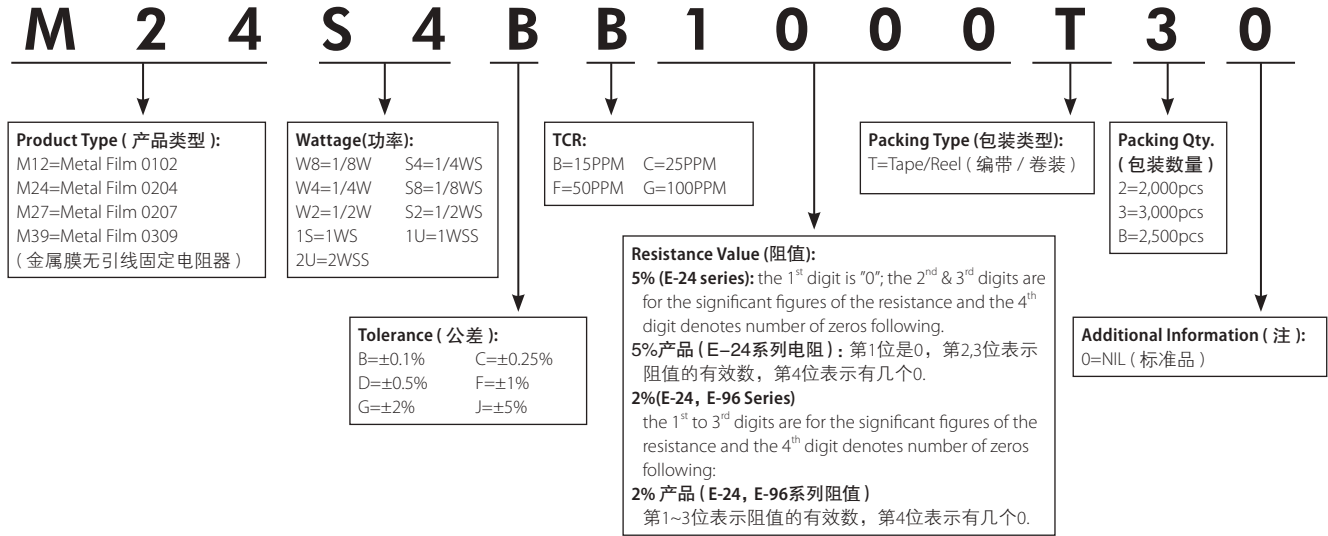 M 2 4 S 4 B B 1 0 0 0 T 3 0
Product Type ( 产品类型 ):
M12=Metal Film 0102
M24=Metal Film 0204
M27=Metal Film 0207
M39=Metal Film 0309
( 金属膜无引线固定电阻器 )
Wattage(功率):
W8=1/8W S4=1/4WS
W4=1/4W S8=1/8WS
W2=1/2W S2=1/2WS
1S=1WS 1U=1WSS
2U=2WSS
TCR:
B=15PPM C=25PPM
F=50PPM G=100PPM
Packing Type (包装类型):
T=Tape/Reel ( 编带 / 卷装 )
Packing Qty.
( 包装数量 )
2=2,000pcs
3=3,000pcs
B=2,500pcs
Tolerance ( 公差 ):
B=±0.1% C=±0.25%
D=±0.5% F=±1%
G=±2% J=±5%
Resistance Value (阻值):
5% (E-24 series): the 1st digit is "0"; the 2nd & 3rd digits are
for the significant figures of the resistance and the 4th
digit denotes number of zeros following.
5%产品 ( E–24系列电阻 ) : 第1位是0，第2,3位表示
阻值的有效数，第4位表示有几个0.
2%(E-24, E-96 Series)
the 1st to 3rd digits are for the significant figures of the
resistance and the 4th digit denotes number of zeros
following:
2% 产品 ( E-24, E-96系列阻值 )
第1~3位表示阻值的有效数，第4位表示有几个0.
Additional Information ( 注 ):
0=NIL ( 标准品 )